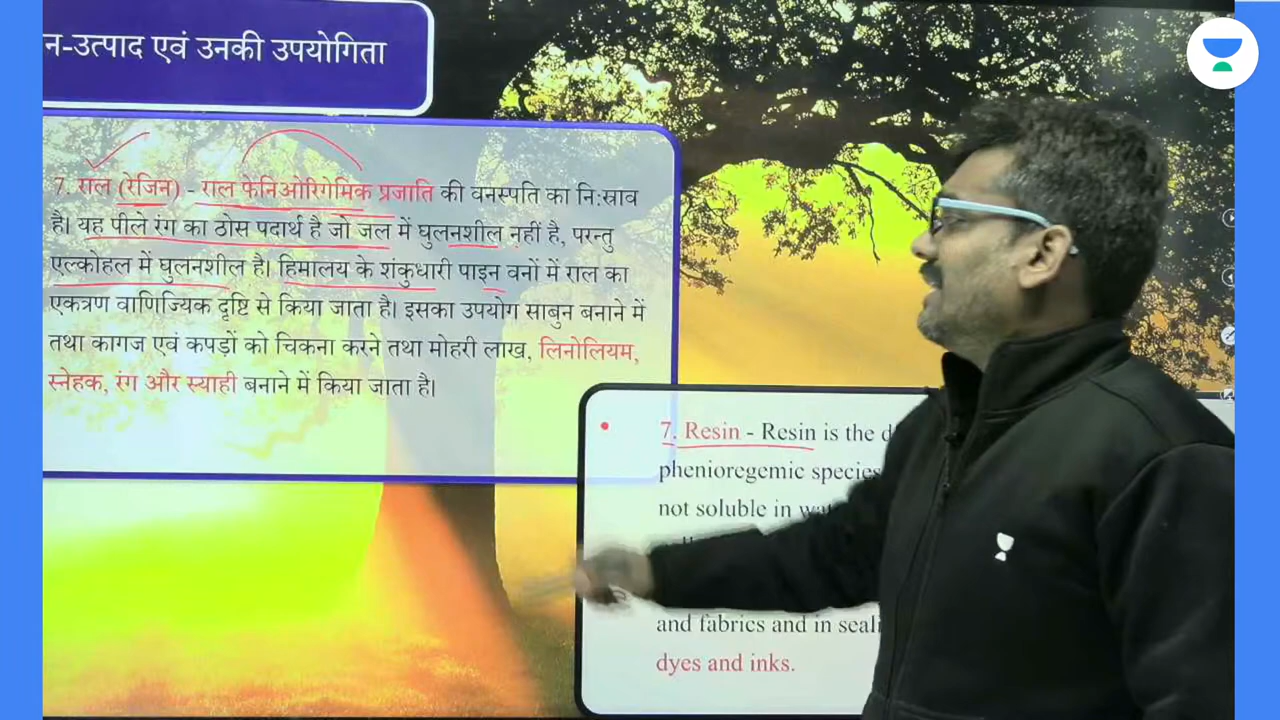 न-उत्पाद एवं उनकी उपयोगिता
7. राल (रेजिन) - राल फेनिओरिगेमिक प्रजाति की वनस्पति का नि:स्राव
है। यह पीले रंग का ठोस पदार्थ है जो जल में घुलनशील नहीं है, परन्तु
एल्कोहल में घुलनशील है। हिमालय के शंकुधारी पाइन वनों में राल का
एकत्रण वाणिज्यिक दृष्टि से किया जाता है। इसका उपयोग साबुन बनाने में
तथा कागज एवं कपड़ों को चिकना करने तथा मोहरी लाख, लिनोलियम,
स्नेहक, रंग और स्याही बनाने में किया जाता है।
7. Resin - Resin is the d
phenioregemic species
not soluble in wat
and fabrics and in seali
dyes and inks.